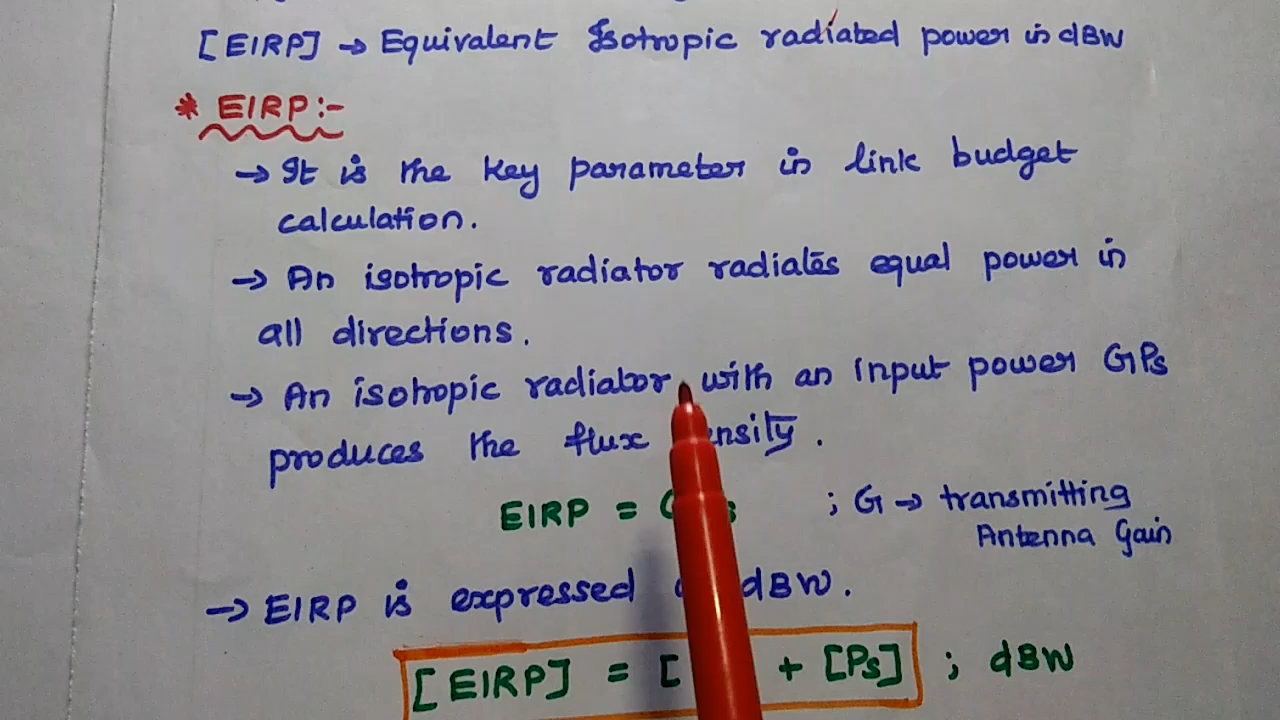 [EIRP] → Equivalent Isotropic radiated power in dBW
* EIRP:-
→ It is the key parameter in link budget
calculation.
→ An isotropic radiator radiates equal power in
all directions.
→ An isotropic radiator with an input power GPs
produces the flux ensity.
EIRP = G s ; G → transmitting
Antenna Gain
→ EIRP is expressed dBW.
[EIRP] = [ + [Ps] ; dBW